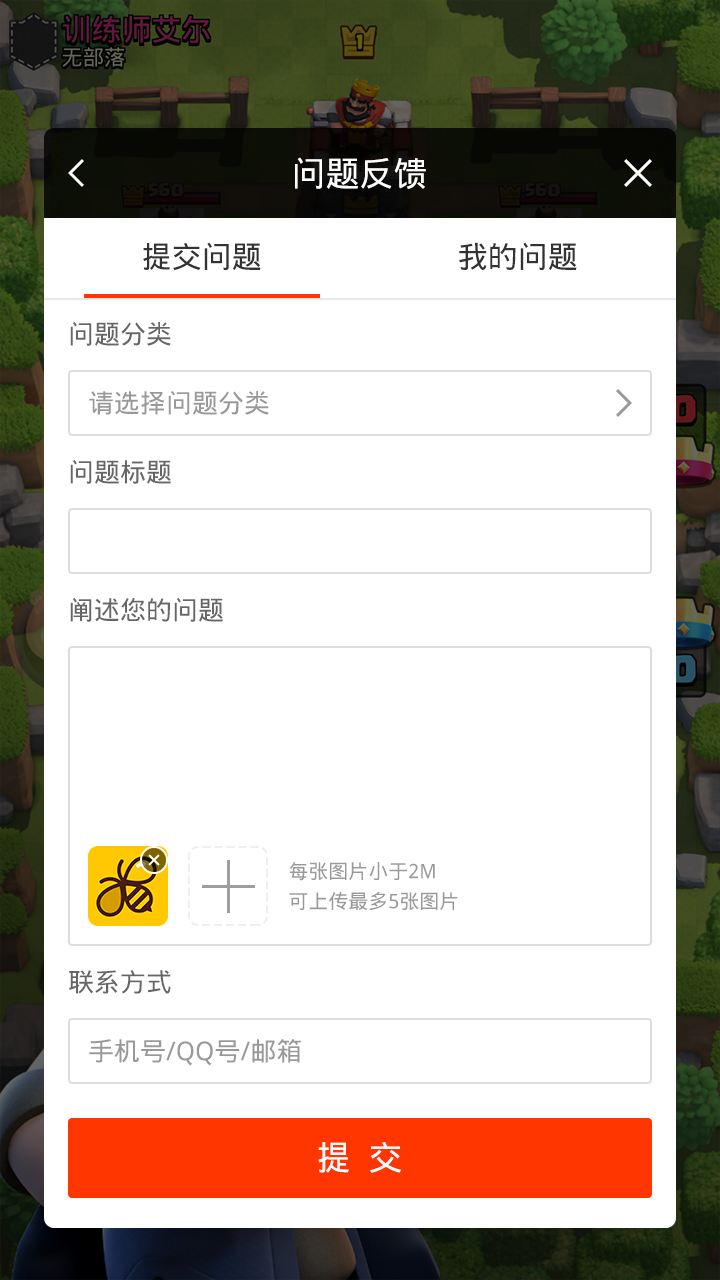 训练师艾尔
无部落
1
问题反馈
560
560
提交问题
我的问题
问题分类
请选择问题分类
问题标题
阐述您的问题
0
0
每张图片小于2M
可上传最多5张图片
联系方式
手机号/QQ号/邮箱
提 交